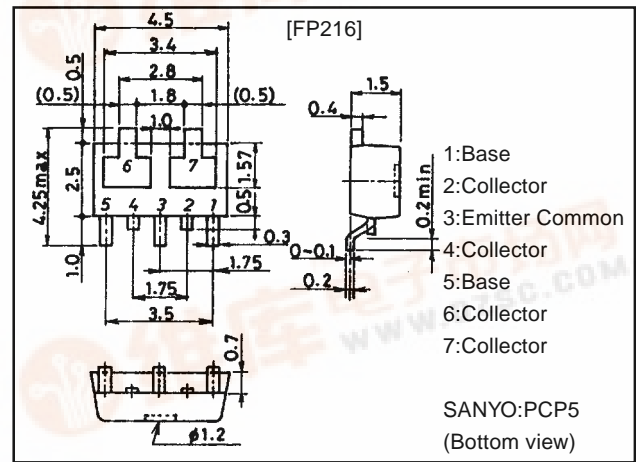 4.5
[FP216]
3.4
2.8
0.5
(0.5)
1.8
(0.5)
1.0
1.5
0.4
6
7
1.57
4.25max
2.5
0.5
0.2min
5
4
3
2
1
0.3
1.0
1.75
1.75
3.5
0~0.1
0.2
0.7
φ1.2
1:Base
2:Collector
3:Emitter Common
4:Collector
5:Base
6:Collector
7:Collector
SANYO:PCP5
(Bottom view)